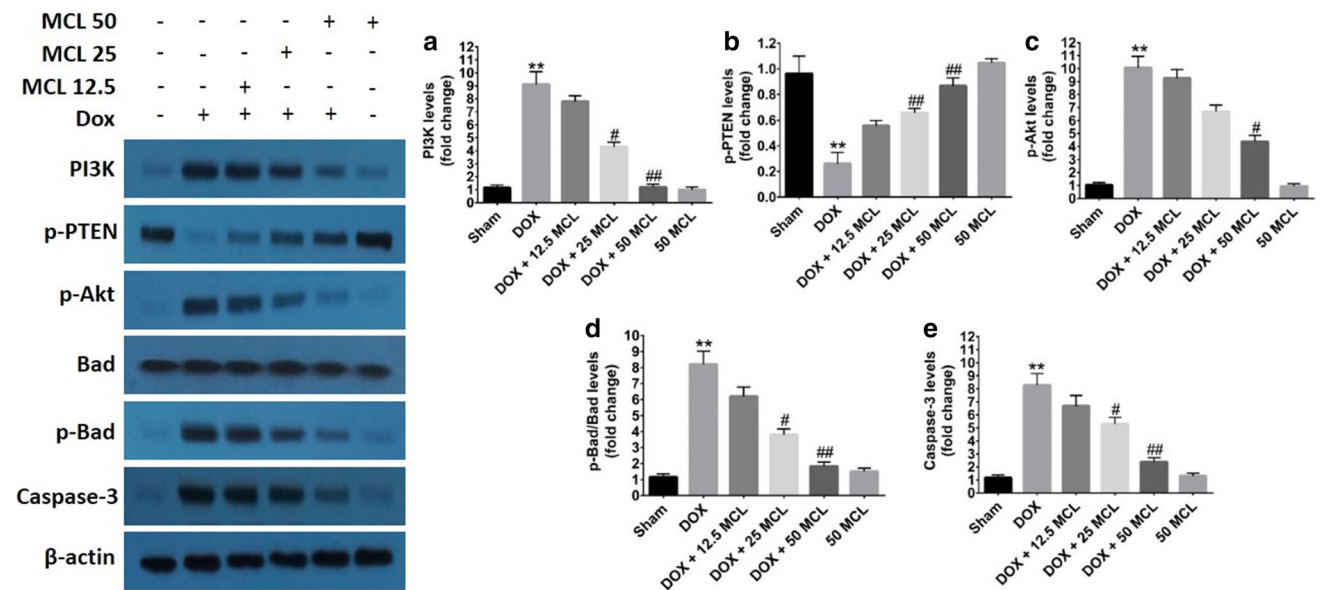 MCL 50 - - - - + +
MCL 25 - - - + - -
MCL 12.5 - - + - - -
Dox - + + + + -
PI3K
p-PTEN
p-Akt
Bad
p-Bad
Caspase-3
β-actin
a
PI3K levels
(fold change)
12
11
10
9
8
7
6
5
4
3
2
1
0
**
#
##
Sham
DOX
DOX + 12.5 MCL
DOX + 25 MCL
DOX + 50 MCL
50 MCL
b
p-PTEN levels
(fold change)
1.2
1.0
0.8
0.6
0.4
0.2
0.0
**
##
##
Sham
DOX
DOX + 12.5 MCL
DOX + 25 MCL
DOX + 50 MCL
50 MCL
c
p-Akt levels
(fold change)
12
11
10
9
8
7
6
5
4
3
2
1
0
**
#
Sham
DOX
DOX + 12.5 MCL
DOX + 25 MCL
DOX + 50 MCL
50 MCL
d
p-Bad/Bad levels
(fold change)
10
9
8
7
6
5
4
3
2
1
0
**
#
##
Sham
DOX
DOX + 12.5 MCL
DOX + 25 MCL
DOX + 50 MCL
50 MCL
e
Caspase-3 levels
(fold change)
12
11
10
9
8
7
6
5
4
3
2
1
0
**
#
##
Sham
DOX
DOX + 12.5 MCL
DOX + 25 MCL
DOX + 50 MCL
50 MCL